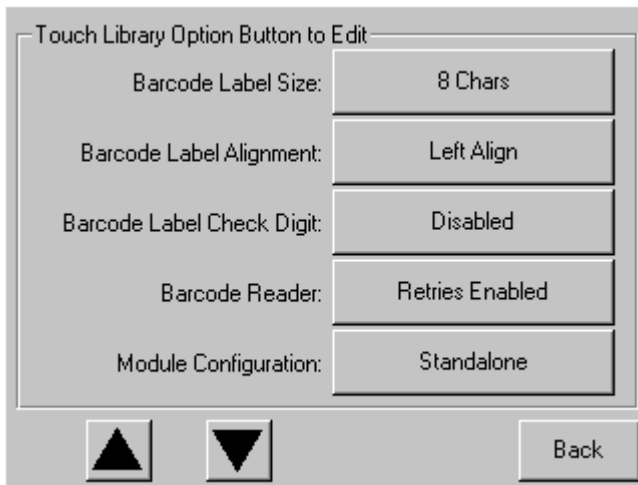 Touch Library Option Button to Edit
Barcode Label Size: 8 Chars
Barcode Label Alignment: Left Align
Barcode Label Check Digit: Disabled
Barcode Reader: Retries Enabled
Module Configuration: Standalone
Back